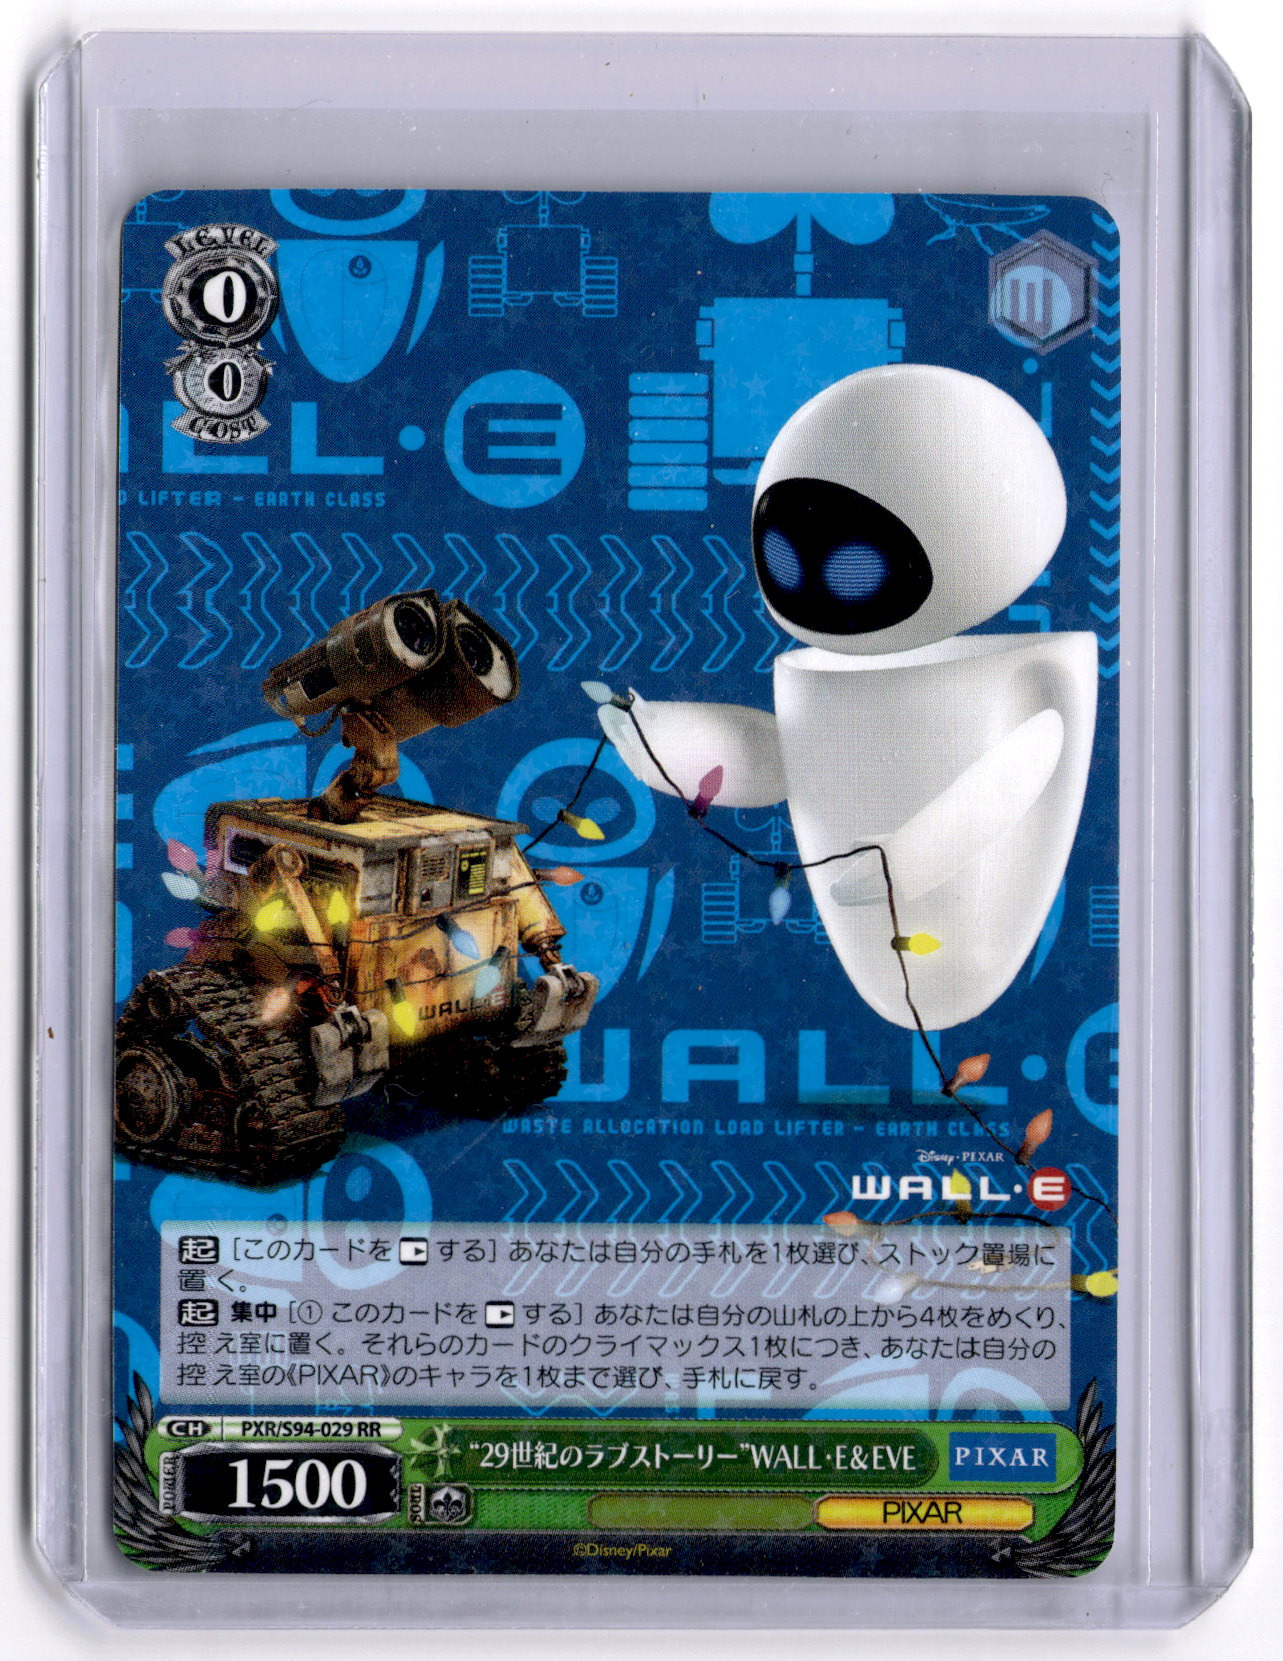 LEVEL
0
0
COST
E
ALL·E
D LIFTER - EARTH CLASS
WALL·E
WALL·E
WASTE ALLOCATION LOAD LIFTER - EARTH CLASS
Disney·PIXAR
WALL·E
起 [このカードを する] あなたは自分の手札を1枚選び、ストック置場に
置く。
起 集中 [① このカードを する] あなたは自分の山札の上から4枚をめくり、
控え室に置く。それらのカードのクライマックス1枚につき、あなたは自分の
控え室の《PIXAR》のキャラを1枚まで選び、手札に戻す。
CH PXR/S94-029 RR
“29世紀のラブストーリー”WALL·E&EVE
PIXAR
POWER
1500
SOUL
PIXAR
©Disney/Pixar